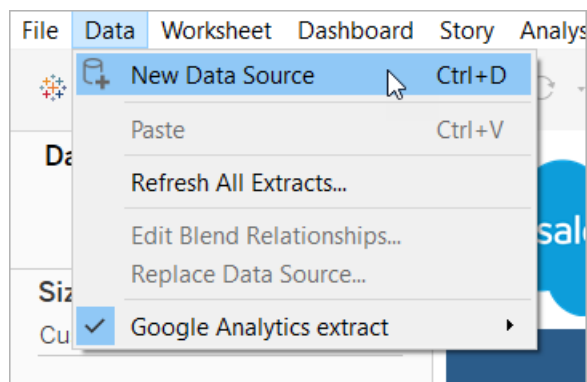 File Data Worksheet Dashboard Story Analys
New Data Source Ctrl+D
Paste Ctrl+V
Da
Refresh All Extracts...
Edit Blend Relationships...
sal
Replace Data Source...
Siz
Google Analytics extract
Cu